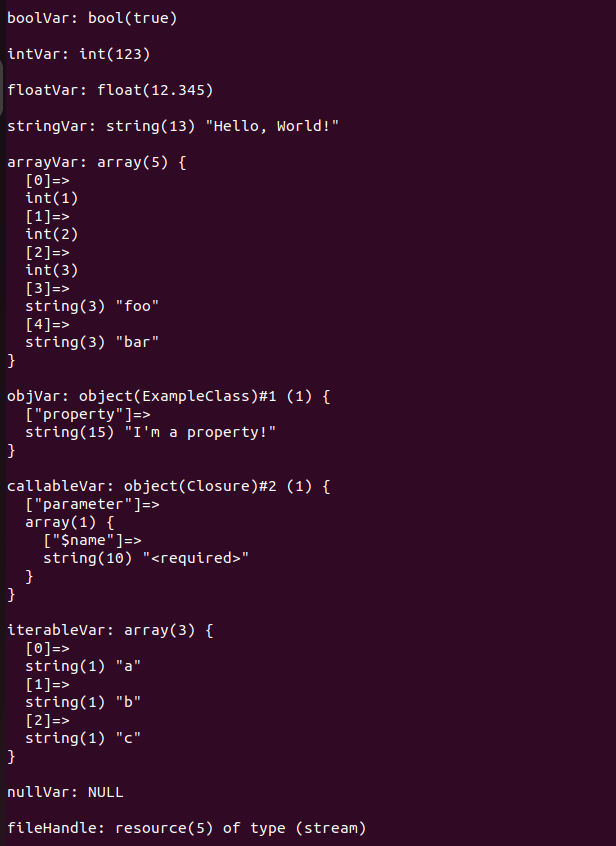 boolVar: bool(true)
intVar: int(123)
floatVar: float(12.345)
stringVar: string(13) "Hello, World!"
arrayVar: array(5) {
  [0]=>
  int(1)
  [1]=>
  int(2)
  [2]=>
  int(3)
  [3]=>
  string(3) "foo"
  [4]=>
  string(3) "bar"
}
objVar: object(ExampleClass)#1 (1) {
  ["property"]=>
  string(15) "I'm a property!"
}
callableVar: object(Closure)#2 (1) {
  ["parameter"]=>
  array(1) {
    ["$name"]=>
    string(10) "<required>"
  }
}
iterableVar: array(3) {
  [0]=>
  string(1) "a"
  [1]=>
  string(1) "b"
  [2]=>
  string(1) "c"
}
nullVar: NULL
fileHandle: resource(5) of type (stream)